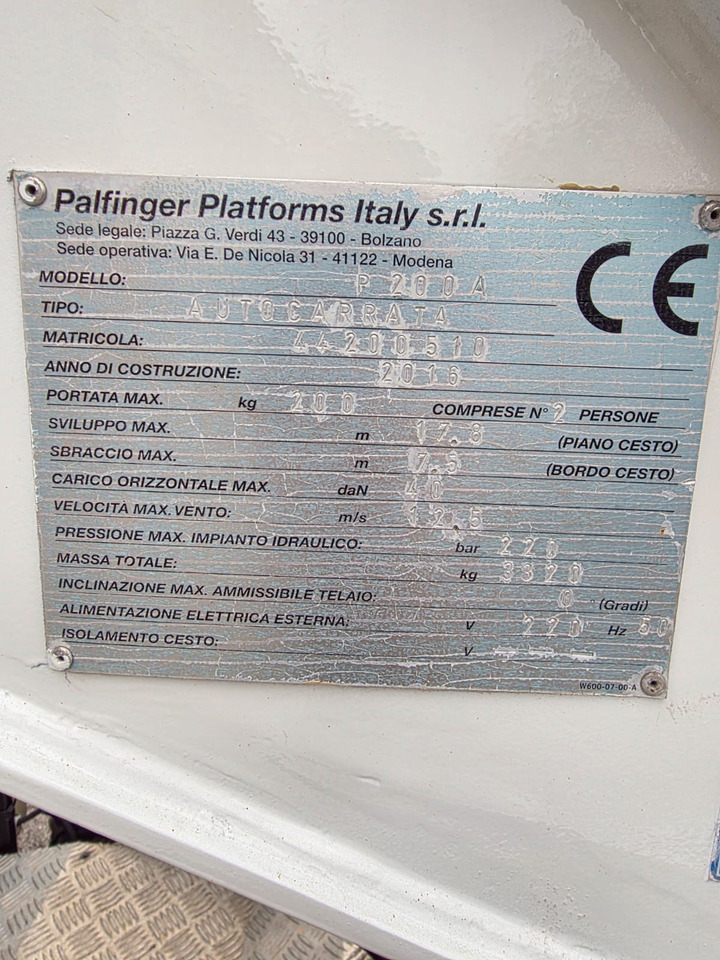 Palfinger Platforms Italy s.r.l.
Sede legale: Piazza G. Verdi 43 - 39100 - Bolzano
Sede operativa: Via E. De Nicola 31 - 41122 - Modena
CE
MODELLO: P 200A
TIPO: AUTOCARRATA
MATRICOLA: 44200510
ANNO DI COSTRUZIONE: 2016
PORTATA MAX. kg 200 COMPRESE N° 2 PERSONE
SVILUPPO MAX. m 17.8 (PIANO CESTO)
SBRACCIO MAX. m 7.5 (BORDO CESTO)
CARICO ORIZZONTALE MAX. daN 40
VELOCITÀ MAX. VENTO: m/s 12.5
PRESSIONE MAX. IMPIANTO IDRAULICO: bar 220
MASSA TOTALE: kg 3320
INCLINAZIONE MAX. AMMISSIBILE TELAIO: 0 (Gradi)
ALIMENTAZIONE ELETTRICA ESTERNA: V 220 Hz 50
ISOLAMENTO CESTO: V ---
W600-07-00-A